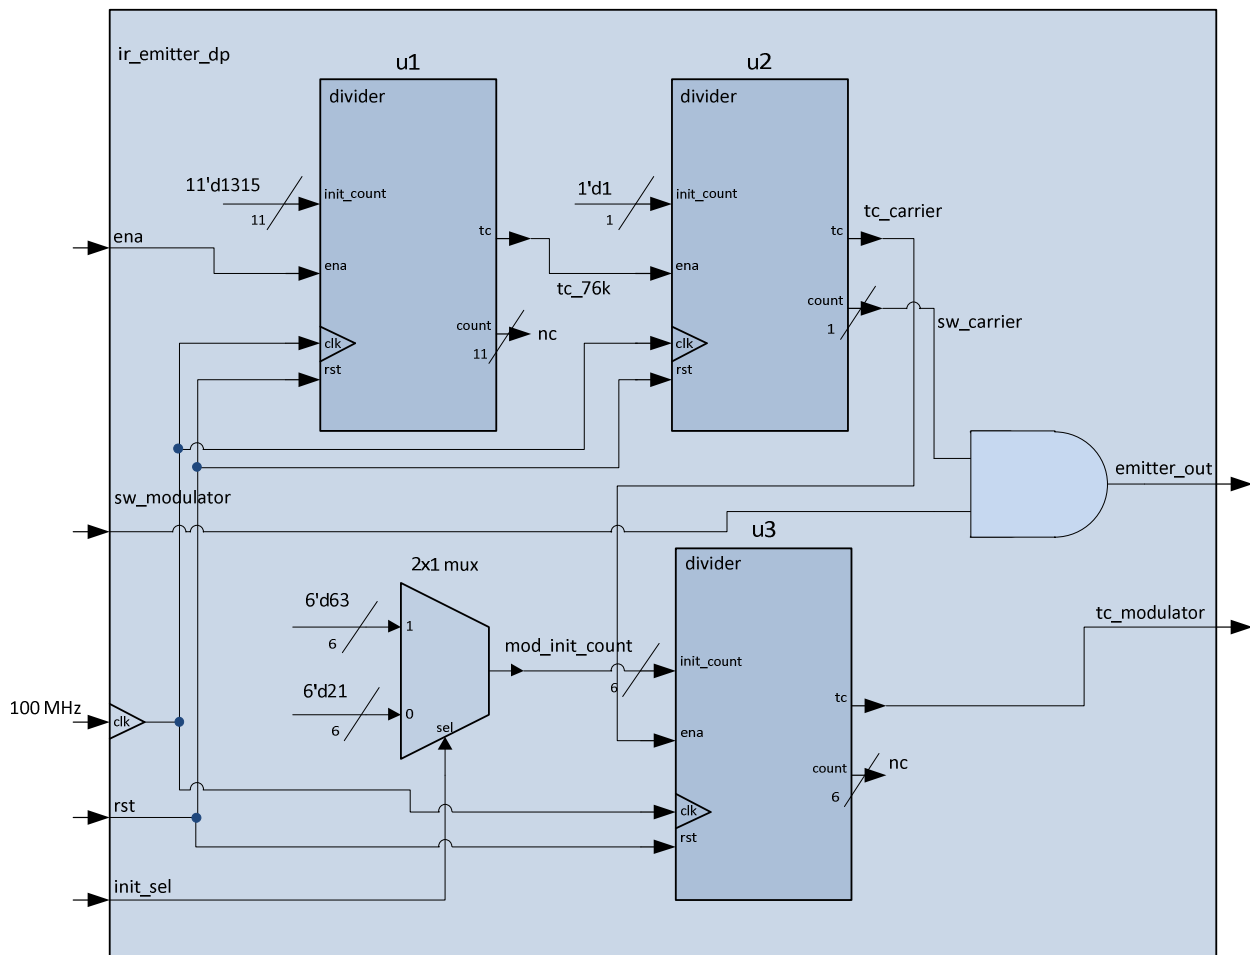 ir_emitter_dp
u1
u2
divider
divider
11'd1315
11
init_count
1'd1
1
init_count
tc_carrier
ena
tc
tc
ena
tc_76k
ena
count
11
nc
count
1
sw_carrier
clk
rst
clk
rst
sw_modulator
emitter_out
u3
2x1 mux
divider
6'd63
6
1
tc_modulator
mod_init_count
6
init_count
6'd21
6
0
sel
tc
100 MHz
clk
ena
count
6
nc
rst
clk
rst
init_sel